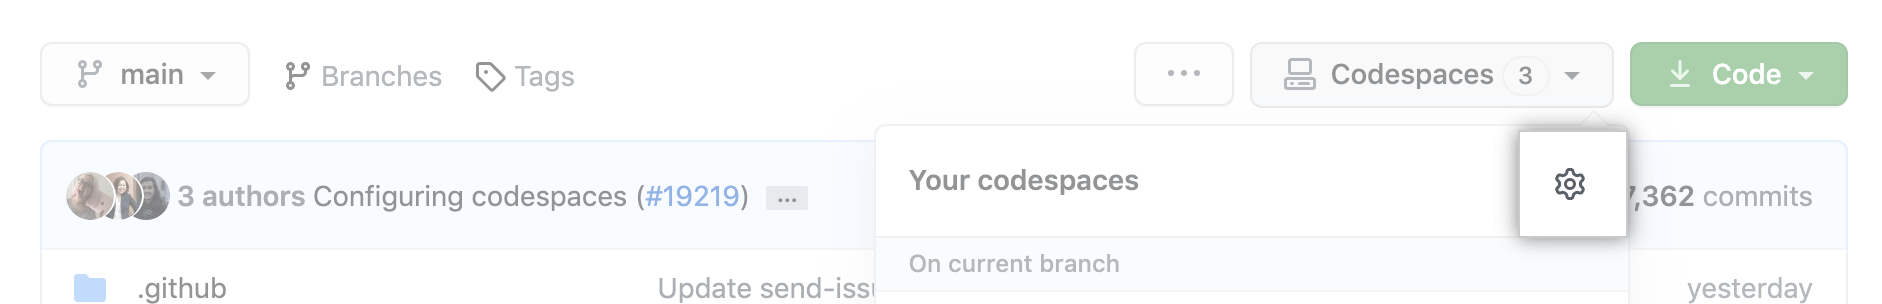 main Branches Tags ... Codespaces 3 Code
Your codespaces
3 authors Configuring codespaces (#19219) ... 7,362 commits
On current branch
.github Update send-issu yesterday